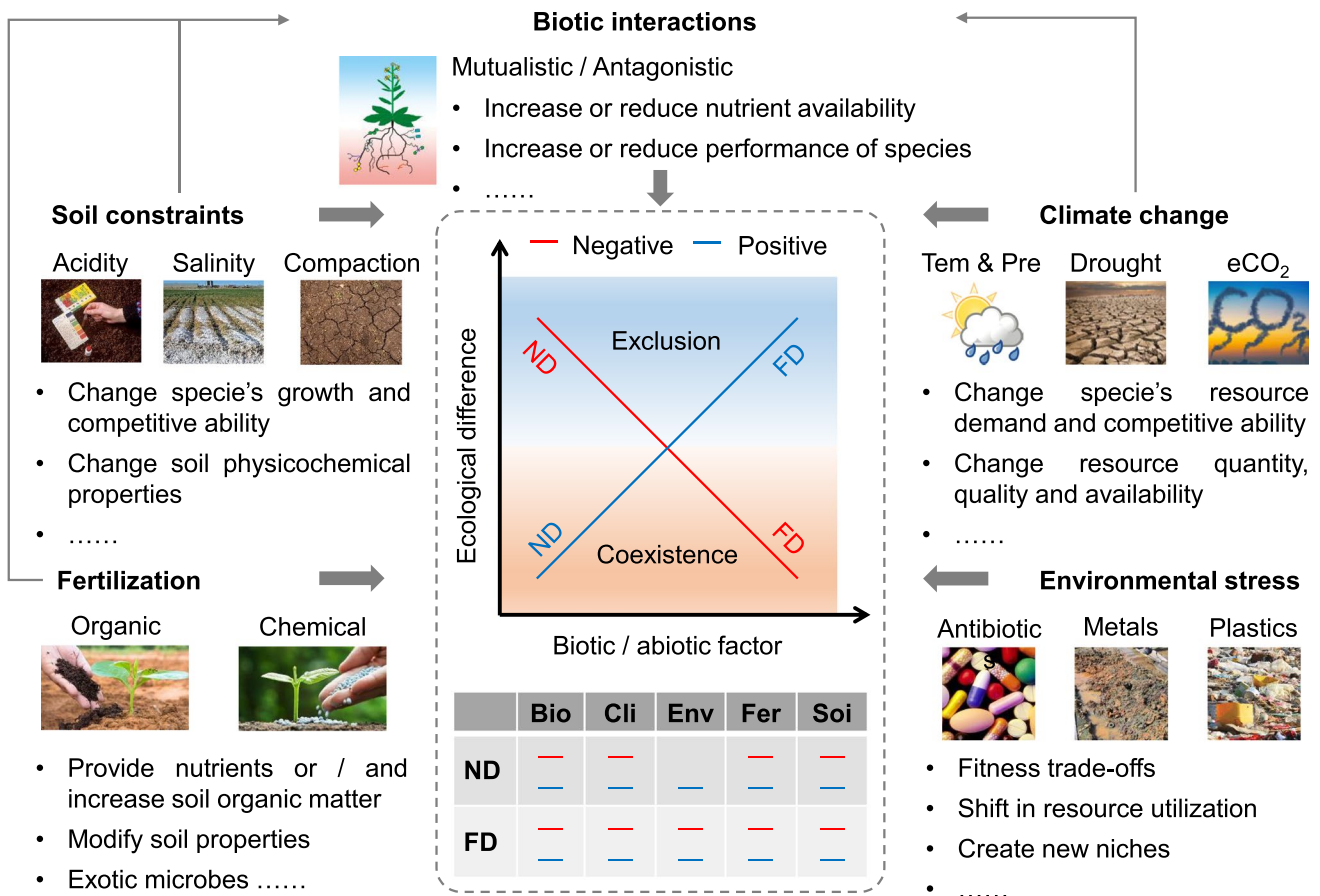 Biotic interactions
Mutualistic / Antagonistic
• Increase or reduce nutrient availability
• Increase or reduce performance of species
• ……
Soil constraints
Acidity Salinity Compaction
• Change specie's growth and
competitive ability
• Change soil physicochemical
properties
• ……
Fertilization
Organic Chemical
• Provide nutrients or / and
increase soil organic matter
• Modify soil properties
• Exotic microbes ……
Negative Positive
Ecological difference
Exclusion
ND FD
Coexistence
ND FD
Biotic / abiotic factor
Bio Cli Env Fer Soi
ND
FD
Climate change
Tem & Pre Drought eCO₂
CO₂
• Change specie's resource
demand and competitive ability
• Change resource quantity,
quality and availability
• ……
Environmental stress
Antibiotic Metals Plastics
s
• Fitness trade-offs
• Shift in resource utilization
• Create new niches
• ……